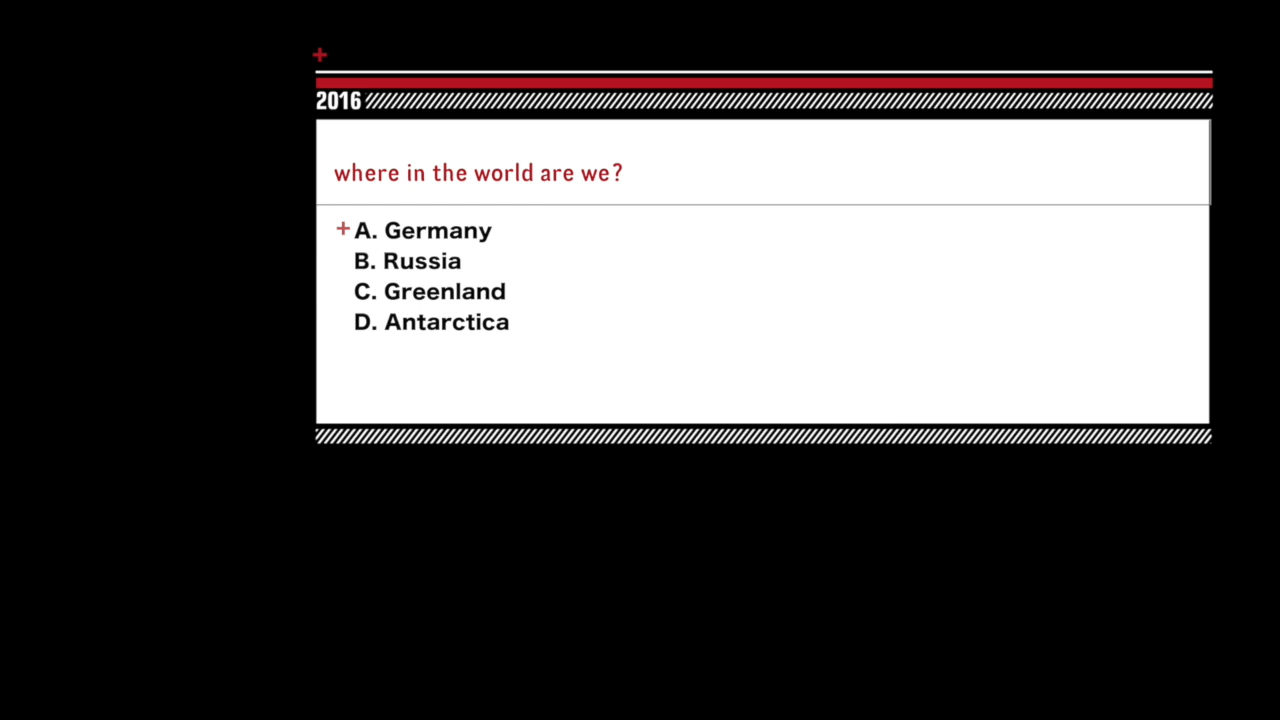 2016
where in the world are we?
+ A. Germany
B. Russia
C. Greenland
D. Antarctica